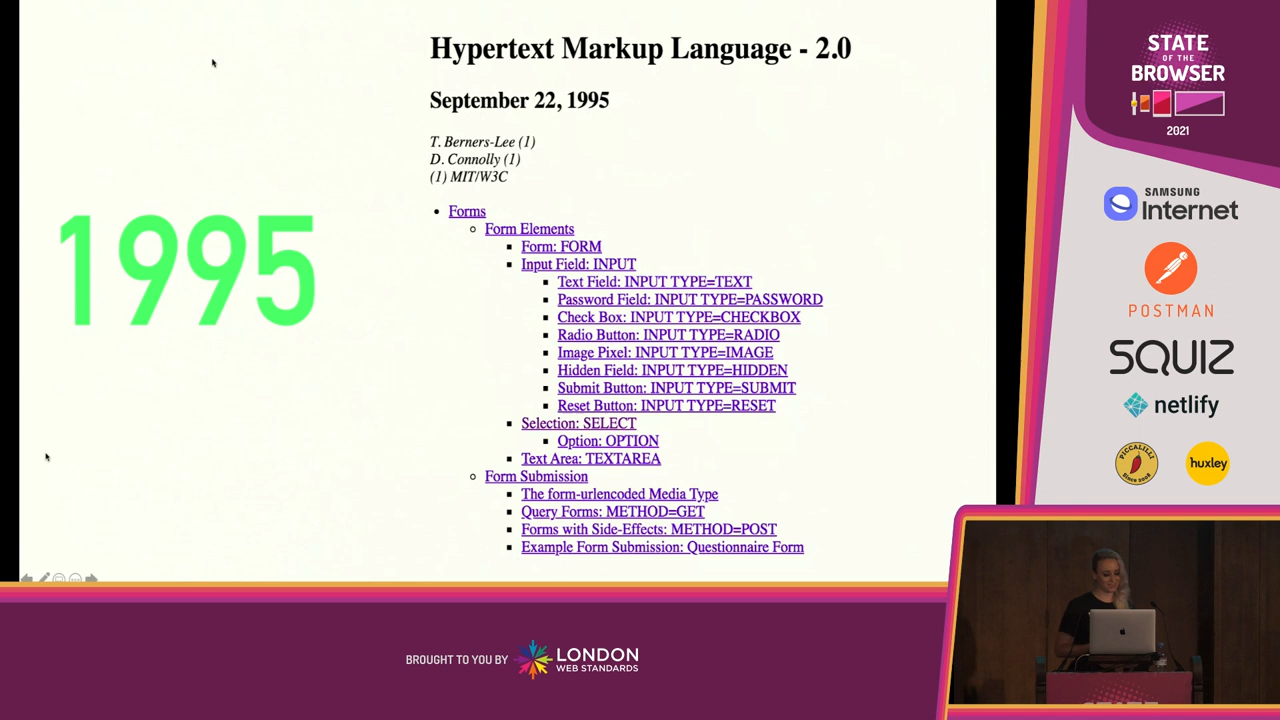 Hypertext Markup Language - 2.0
September 22, 1995
T. Berners-Lee (1)
D. Connolly (1)
(1) MIT/W3C
1995
Forms
Form Elements
Form: FORM
Input Field: INPUT
Text Field: INPUT TYPE=TEXT
Password Field: INPUT TYPE=PASSWORD
Check Box: INPUT TYPE=CHECKBOX
Radio Button: INPUT TYPE=RADIO
Image Pixel: INPUT TYPE=IMAGE
Hidden Field: INPUT TYPE=HIDDEN
Submit Button: INPUT TYPE=SUBMIT
Reset Button: INPUT TYPE=RESET
Selection: SELECT
Option: OPTION
Text Area: TEXTAREA
Form Submission
The form-urlencoded Media Type
Query Forms: METHOD=GET
Forms with Side-Effects: METHOD=POST
Example Form Submission: Questionnaire Form
STATE
OF THE
BROWSER
2021
SAMSUNG
Internet
POSTMAN
SQUIZ
netlify
PICCALILLI
Since 2018
huxley
BROUGHT TO YOU BY
LONDON
WEB STANDARDS